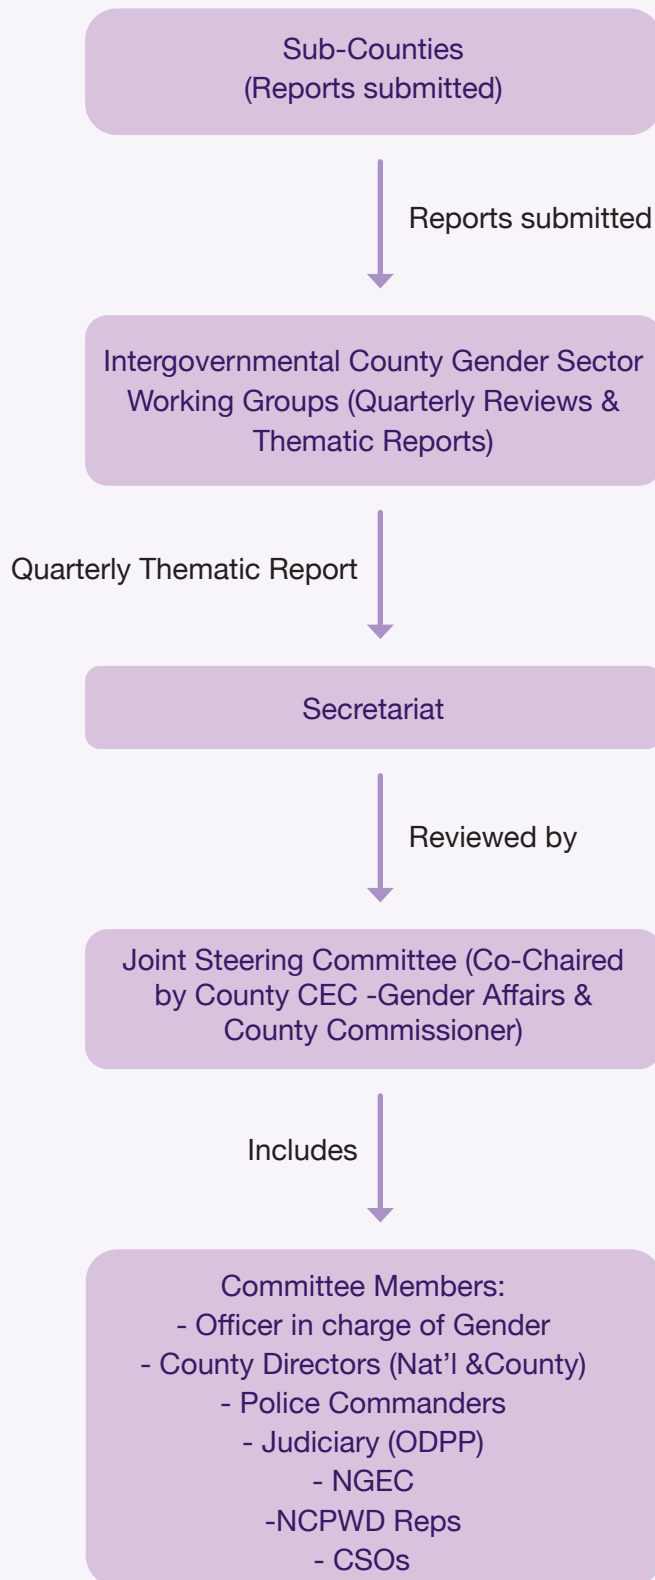 Sub-Counties
(Reports submitted)
Reports submitted
Intergovernmental County Gender Sector
Working Groups (Quarterly Reviews &
Thematic Reports)
Quarterly Thematic Report
Secretariat
Reviewed by
Joint Steering Committee (Co-Chaired
by County CEC -Gender Affairs &
County Commissioner)
Includes
Committee Members:
- Officer in charge of Gender
- County Directors (Nat’l &County)
- Police Commanders
- Judiciary (ODPP)
- NGEC
-NCPWD Reps
- CSOs